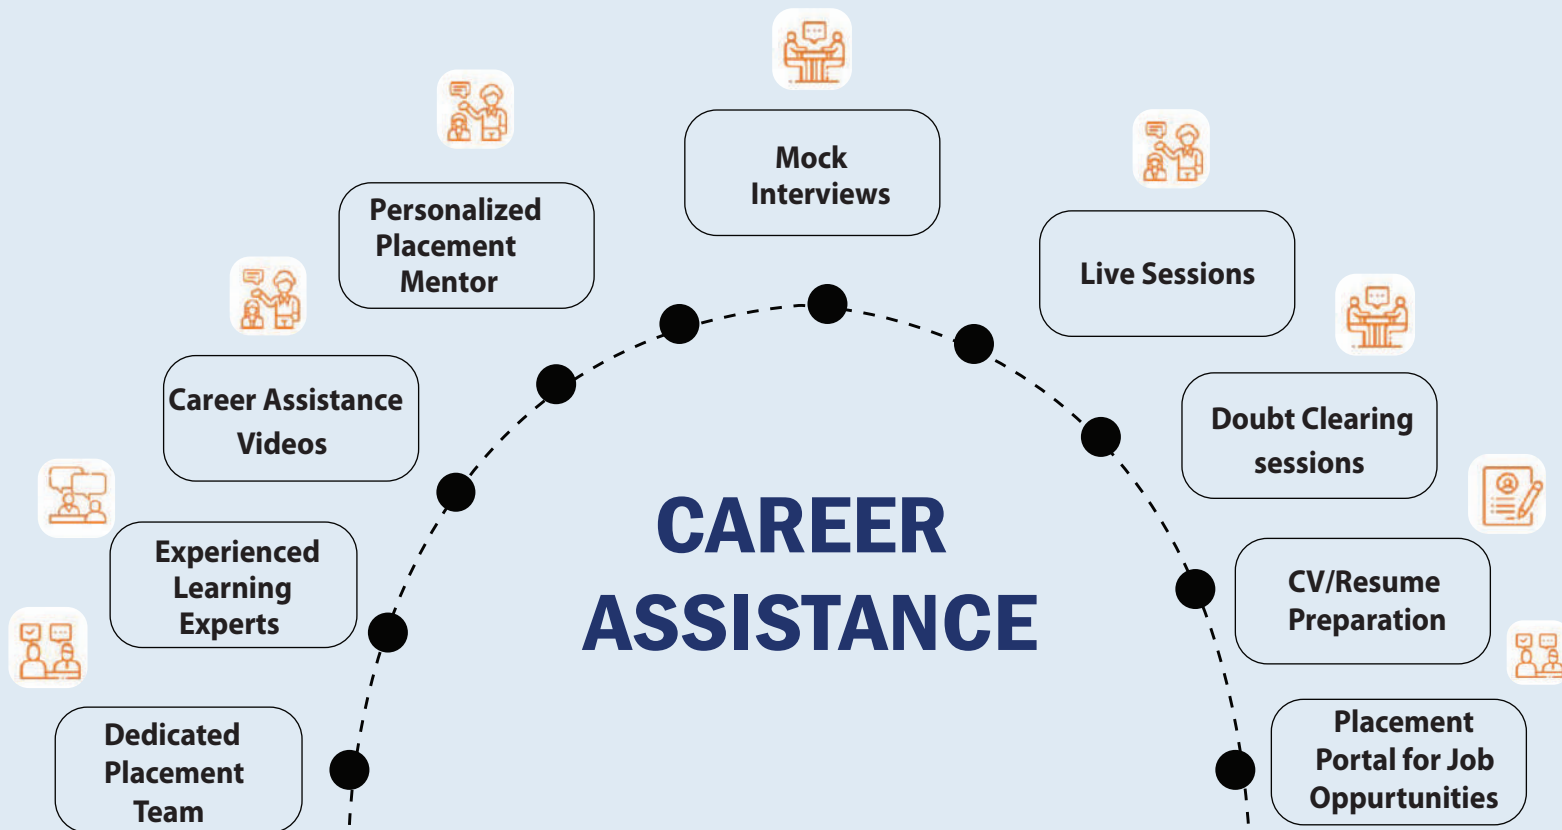 Mock
Interviews
Personalized
Placement
Mentor
Live Sessions
Career Assistance
Videos
Doubt Clearing
sessions
Experienced
Learning
Experts
CAREER
ASSISTANCE
CV/Resume
Preparation
Dedicated
Placement
Team
Placement
Portal for Job
Oppurtunities